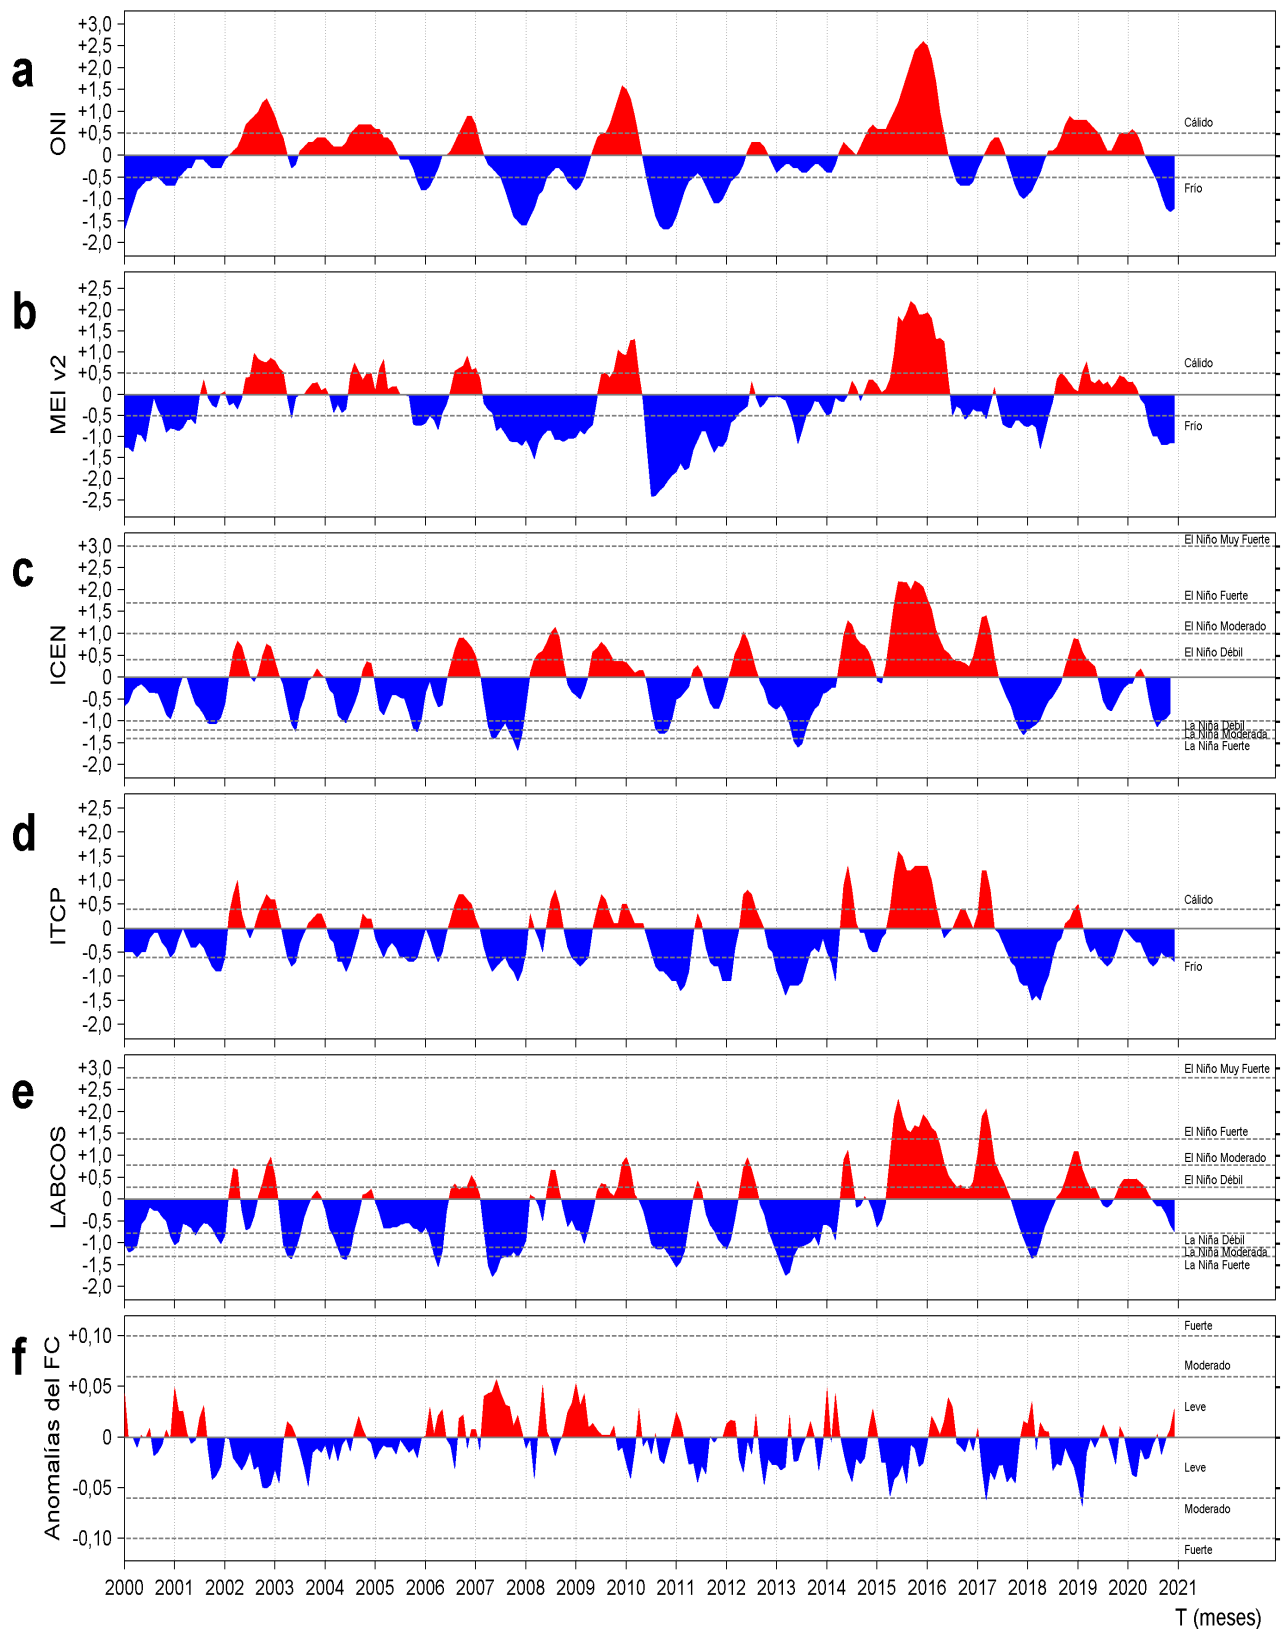 a
ONI
+3,0
+2,5
+2,0
+1,5
+1,0
+0,5
0
-0,5
-1,0
-1,5
-2,0
Cálido
Frío
b
MEI v2
+2,5
+2,0
+1,5
+1,0
+0,5
0
-0,5
-1,0
-1,5
-2,0
-2,5
Cálido
Frío
c
ICEN
+3,0
+2,5
+2,0
+1,5
+1,0
+0,5
0
-0,5
-1,0
-1,5
-2,0
El Niño Muy Fuerte
El Niño Fuerte
El Niño Moderado
El Niño Débil
La Niña Débil
La Niña Moderada
La Niña Fuerte
d
ITCP
+2,5
+2,0
+1,5
+1,0
+0,5
0
-0,5
-1,0
-1,5
-2,0
Cálido
Frío
e
LABCOS
+3,0
+2,5
+2,0
+1,5
+1,0
+0,5
0
-0,5
-1,0
-1,5
-2,0
El Niño Muy Fuerte
El Niño Fuerte
El Niño Moderado
El Niño Débil
La Niña Débil
La Niña Moderada
La Niña Fuerte
f
Anomalías del FC
+0,10
+0,05
0
-0,05
-0,10
Fuerte
Moderado
Leve
Leve
Moderado
Fuerte
2000 2001 2002 2003 2004 2005 2006 2007 2008 2009 2010 2011 2012 2013 2014 2015 2016 2017 2018 2019 2020 2021
T (meses)